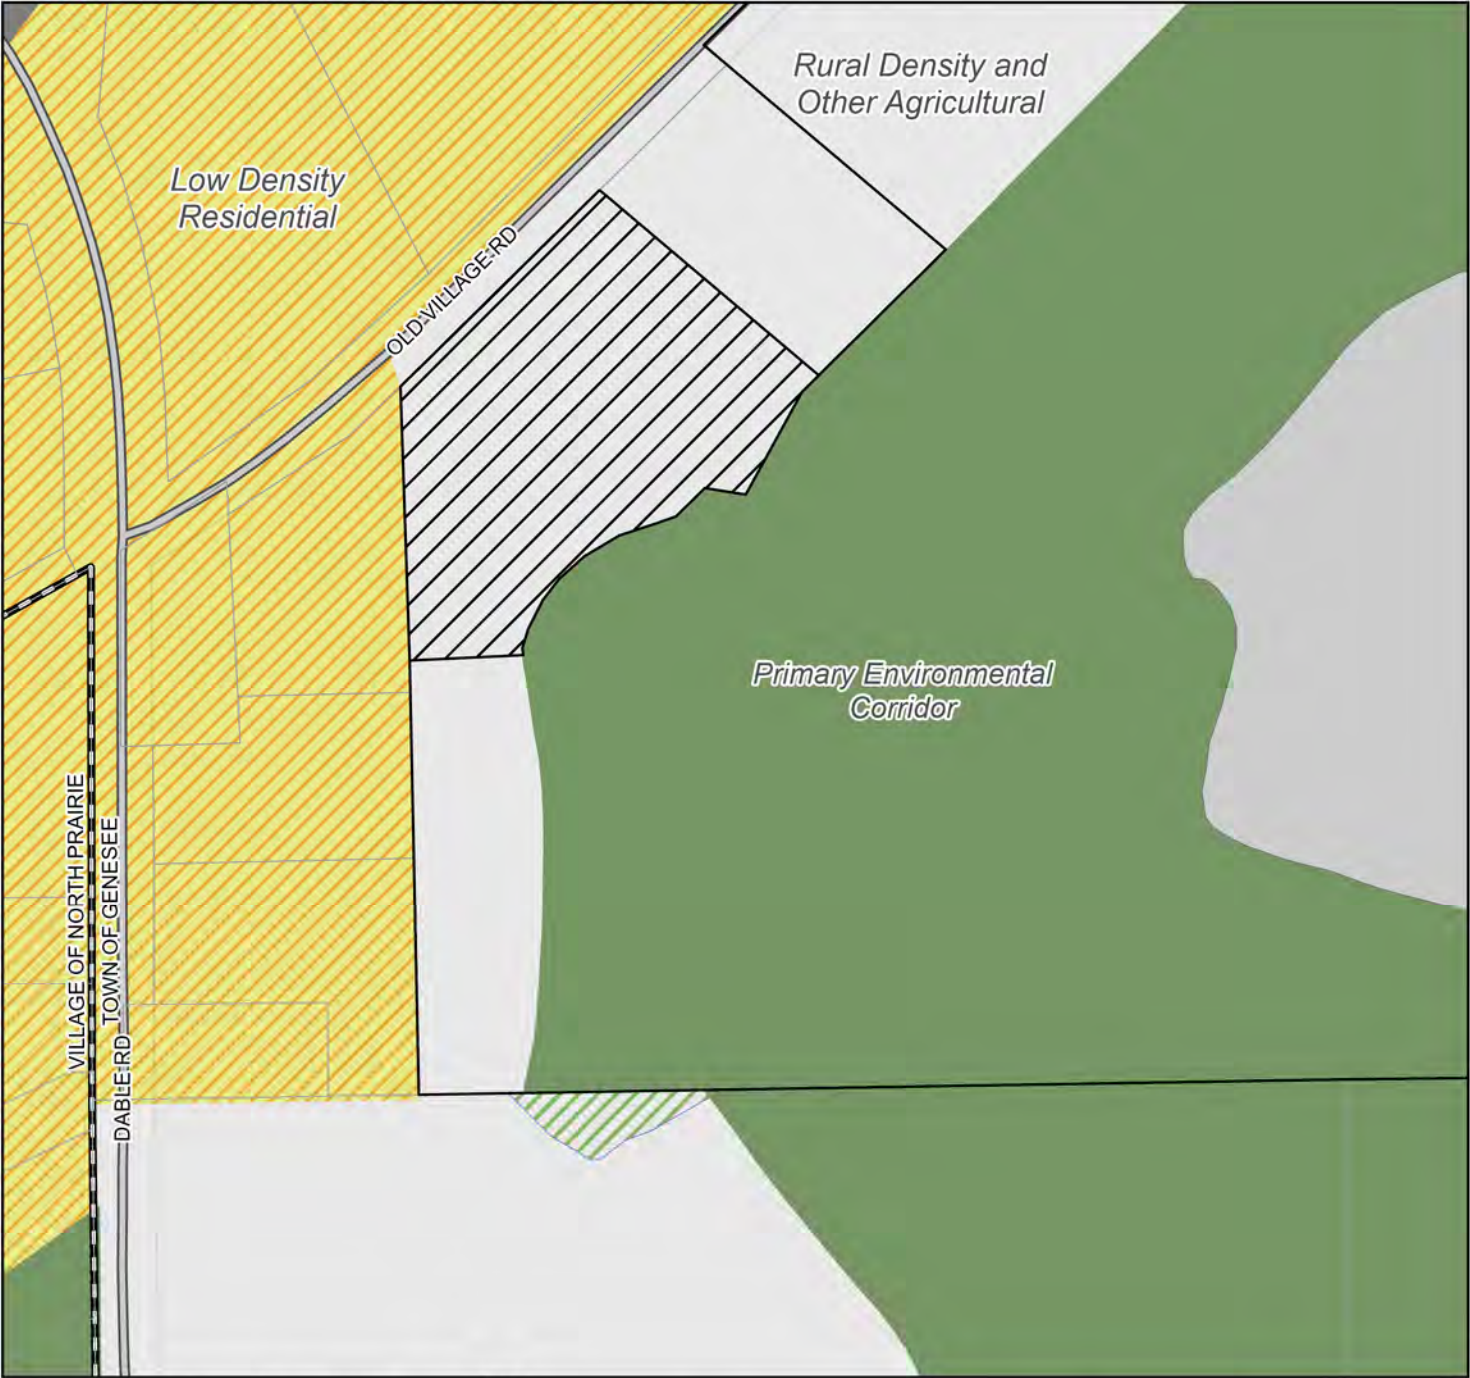 Rural Density and
Other Agricultural
Low Density
Residential
OLD VILLAGE RD
Primary Environmental
Corridor
VILLAGE OF NORTH PRAIRIE
TOWN OF GENESEE
DABLE RD